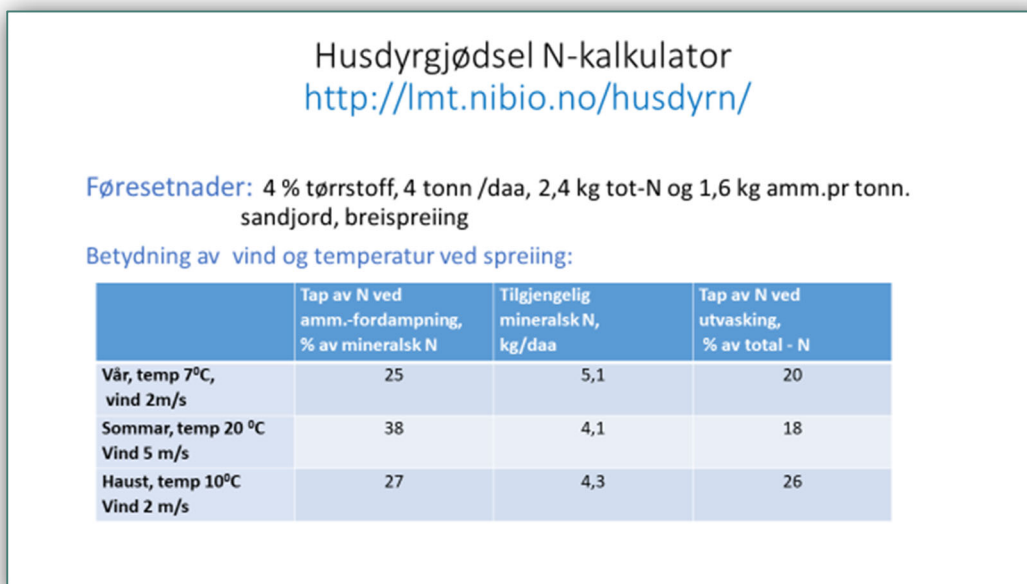 Husdyrgjødsel N-kalkulator
http://lmt.nibio.no/husdyrn/
Føresetnader: 4 % tørrstoff, 4 tonn /daa, 2,4 kg tot-N og 1,6 kg amm.pr tonn.
sandjord, breispreiing
Betydning av vind og temperatur ved spreiing:
Tap av N ved
amm.-fordampning,
% av mineralsk N
Tilgjengelig
mineralsk N,
kg/daa
Tap av N ved
utvasking,
% av total - N
Vår, temp 7⁰C,
vind 2m/s
25
5,1
20
Sommar, temp 20 ⁰C
Vind 5 m/s
38
4,1
18
Haust, temp 10⁰C
Vind 2 m/s
27
4,3
26